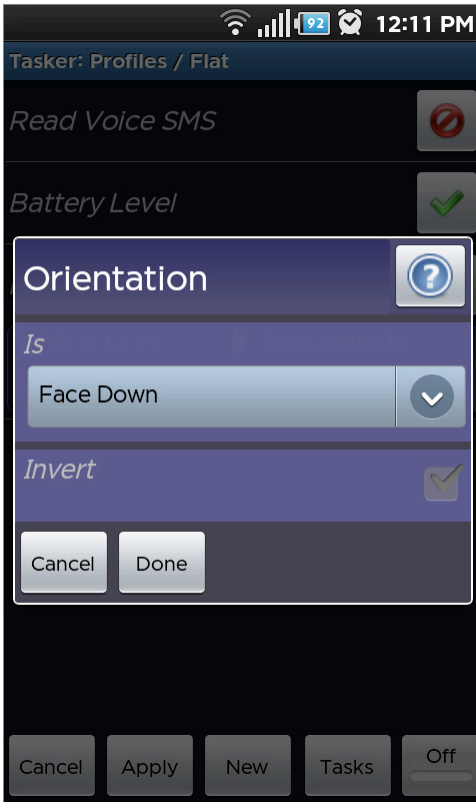 92 12:11 PM
Tasker: Profiles / Flat
Read Voice SMS
Battery Level
Orientation
?
Is
Face Down
Invert
Cancel Done
Cancel Apply New Tasks Off